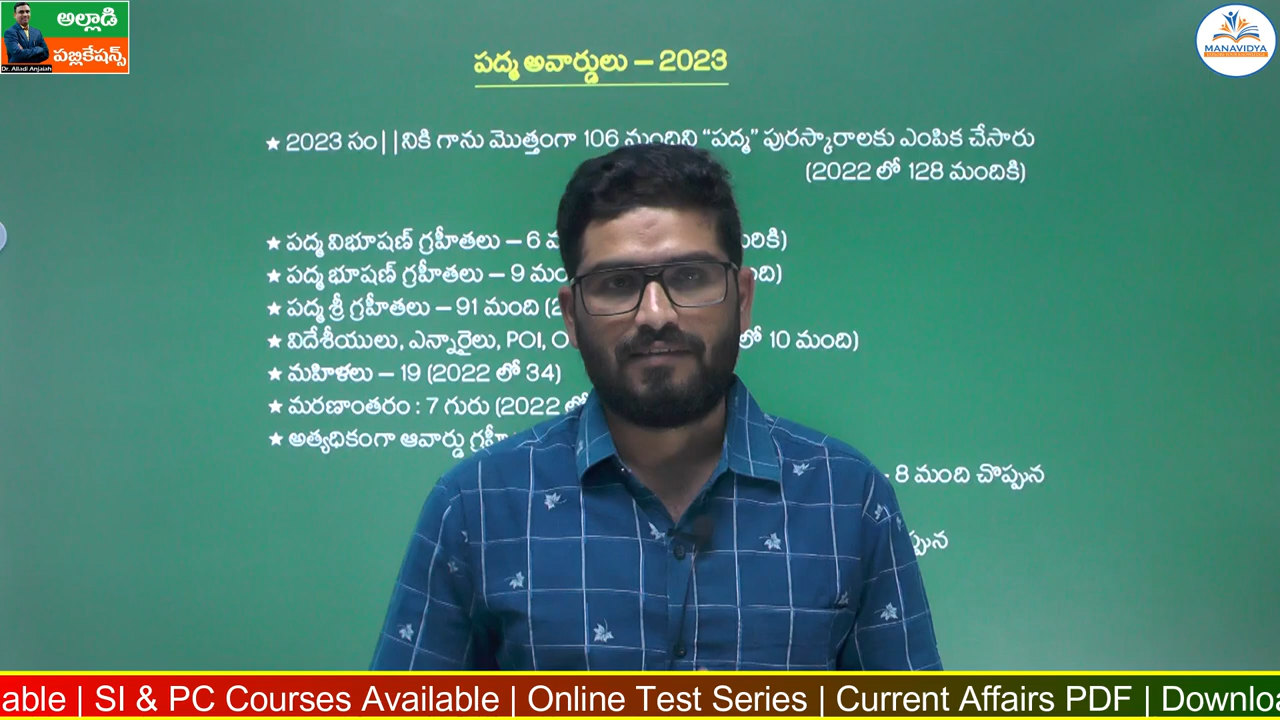 అల్లాడి
పబ్లికేషన్స్
Dr. Alladi Anjaiah
MANAVIDYA
పద్మ అవార్డులు – 2023
★ 2023 సం||నికి గాను మొత్తంగా 106 మందిని “పద్మ” పురస్కారాలకు ఎంపిక చేసారు
(2022 లో 128 మందికి)
★ పద్మ విభూషణ్ గ్రహీతలు – 6
★ పద్మ భూషణ్ గ్రహీతలు – 9
★ పద్మ శ్రీ గ్రహీతలు – 91 మంది
★ విదేశీయులు, ఎన్నారైలు, POI, లో 10 మంది)
★ మహిళలు – 19 (2022 లో 34)
★ మరణాంతరం : 7 గురు (2022 లో
★ అత్యధికంగా ఆవార్డు
- 8 మంది చొప్పున
able | SI & PC Courses Available | Online Test Series | Current Affairs PDF | Downlo